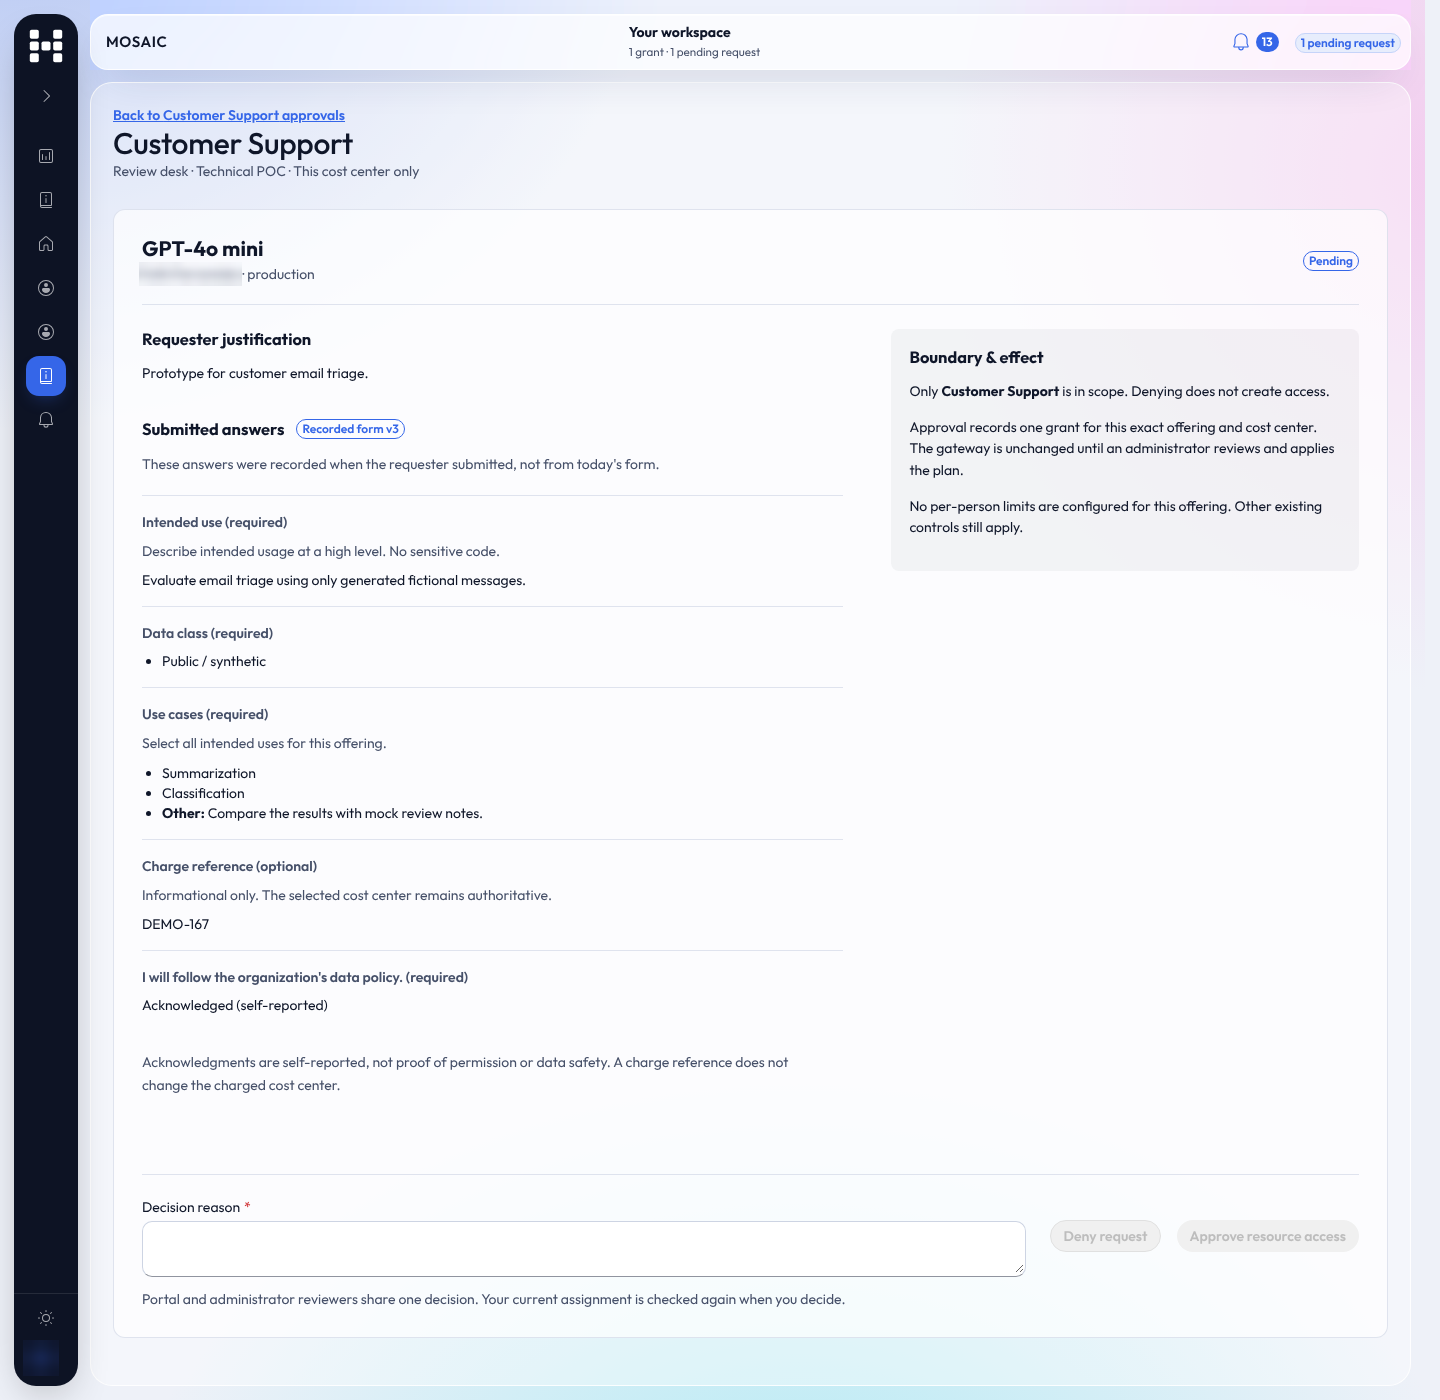 MOSAIC
Your workspace
1 grant · 1 pending request
13
1 pending request
Back to Customer Support approvals
Customer Support
Review desk · Technical POC · This cost center only
GPT-4o mini
· production
Pending
Requester justification
Prototype for customer email triage.
Submitted answers
Recorded form v3
These answers were recorded when the requester submitted, not from today's form.
Intended use (required)
Describe intended usage at a high level. No sensitive code.
Evaluate email triage using only generated fictional messages.
Data class (required)
• Public / synthetic
Use cases (required)
Select all intended uses for this offering.
• Summarization
• Classification
• Other: Compare the results with mock review notes.
Charge reference (optional)
Informational only. The selected cost center remains authoritative.
DEMO-167
I will follow the organization's data policy. (required)
Acknowledged (self-reported)
Acknowledgments are self-reported, not proof of permission or data safety. A charge reference does not
change the charged cost center.
Boundary & effect
Only Customer Support is in scope. Denying does not create access.
Approval records one grant for this exact offering and cost center.
The gateway is unchanged until an administrator reviews and applies
the plan.
No per-person limits are configured for this offering. Other existing
controls still apply.
Decision reason *
Deny request
Approve resource access
Portal and administrator reviewers share one decision. Your current assignment is checked again when you decide.